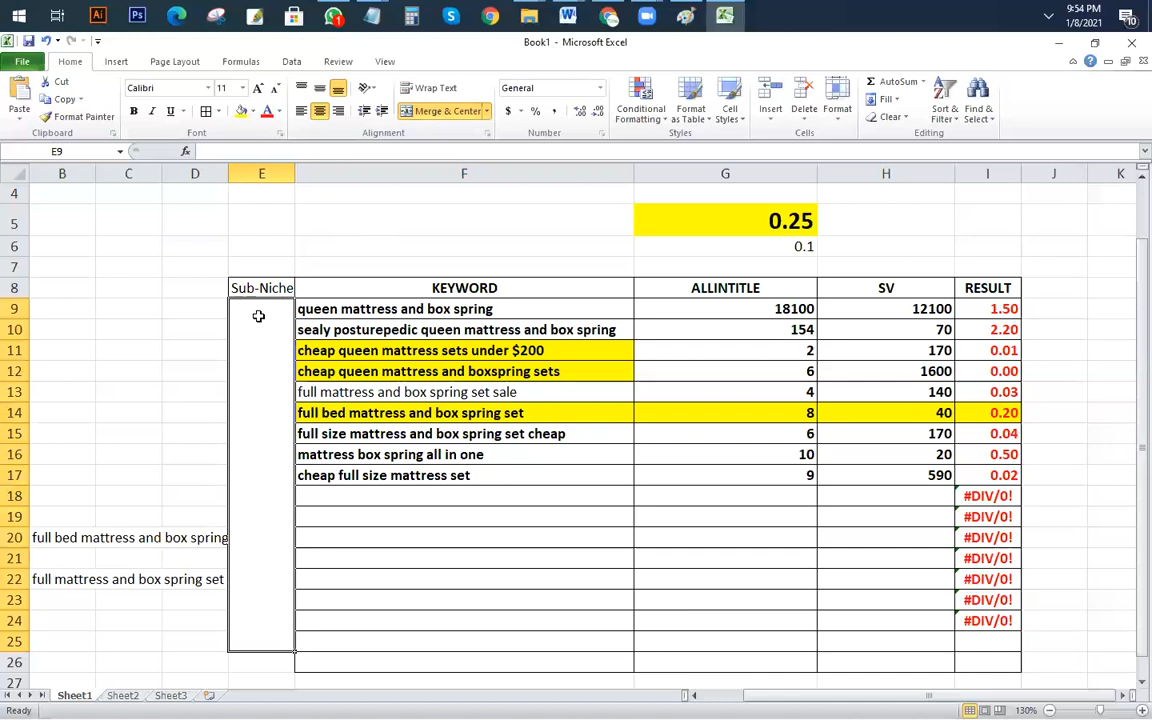 9:54 PM
1/8/2021
10
Book1 - Microsoft Excel
File Home Insert Page Layout Formulas Data Review View
Paste
Cut
Copy
Format Painter
Clipboard
Calibri 11
B I U
Font
Wrap Text
Merge & Center
Alignment
General
$ % ,
Number
Conditional Formatting
Format as Table
Cell Styles
Styles
Insert Delete Format
Cells
AutoSum
Fill
Clear
Sort & Filter
Find & Select
Editing
E9 fx
B C D E F G H I J K
4
5 0.25
6 0.1
7
8 Sub-Niche KEYWORD ALLINTITLE SV RESULT
9 queen mattress and box spring 18100 12100 1.50
10 sealy posturepedic queen mattress and box spring 154 70 2.20
11 cheap queen mattress sets under $200 2 170 0.01
12 cheap queen mattress and boxspring sets 6 1600 0.00
13 full mattress and box spring set sale 4 140 0.03
14 full bed mattress and box spring set 8 40 0.20
15 full size mattress and box spring set cheap 6 170 0.04
16 mattress box spring all in one 10 20 0.50
17 cheap full size mattress set 9 590 0.02
18 #DIV/0!
19 #DIV/0!
20 full bed mattress and box spring #DIV/0!
21 #DIV/0!
22 full mattress and box spring set #DIV/0!
23 #DIV/0!
24 #DIV/0!
25
26
27
Sheet1 Sheet2 Sheet3
Ready 130%